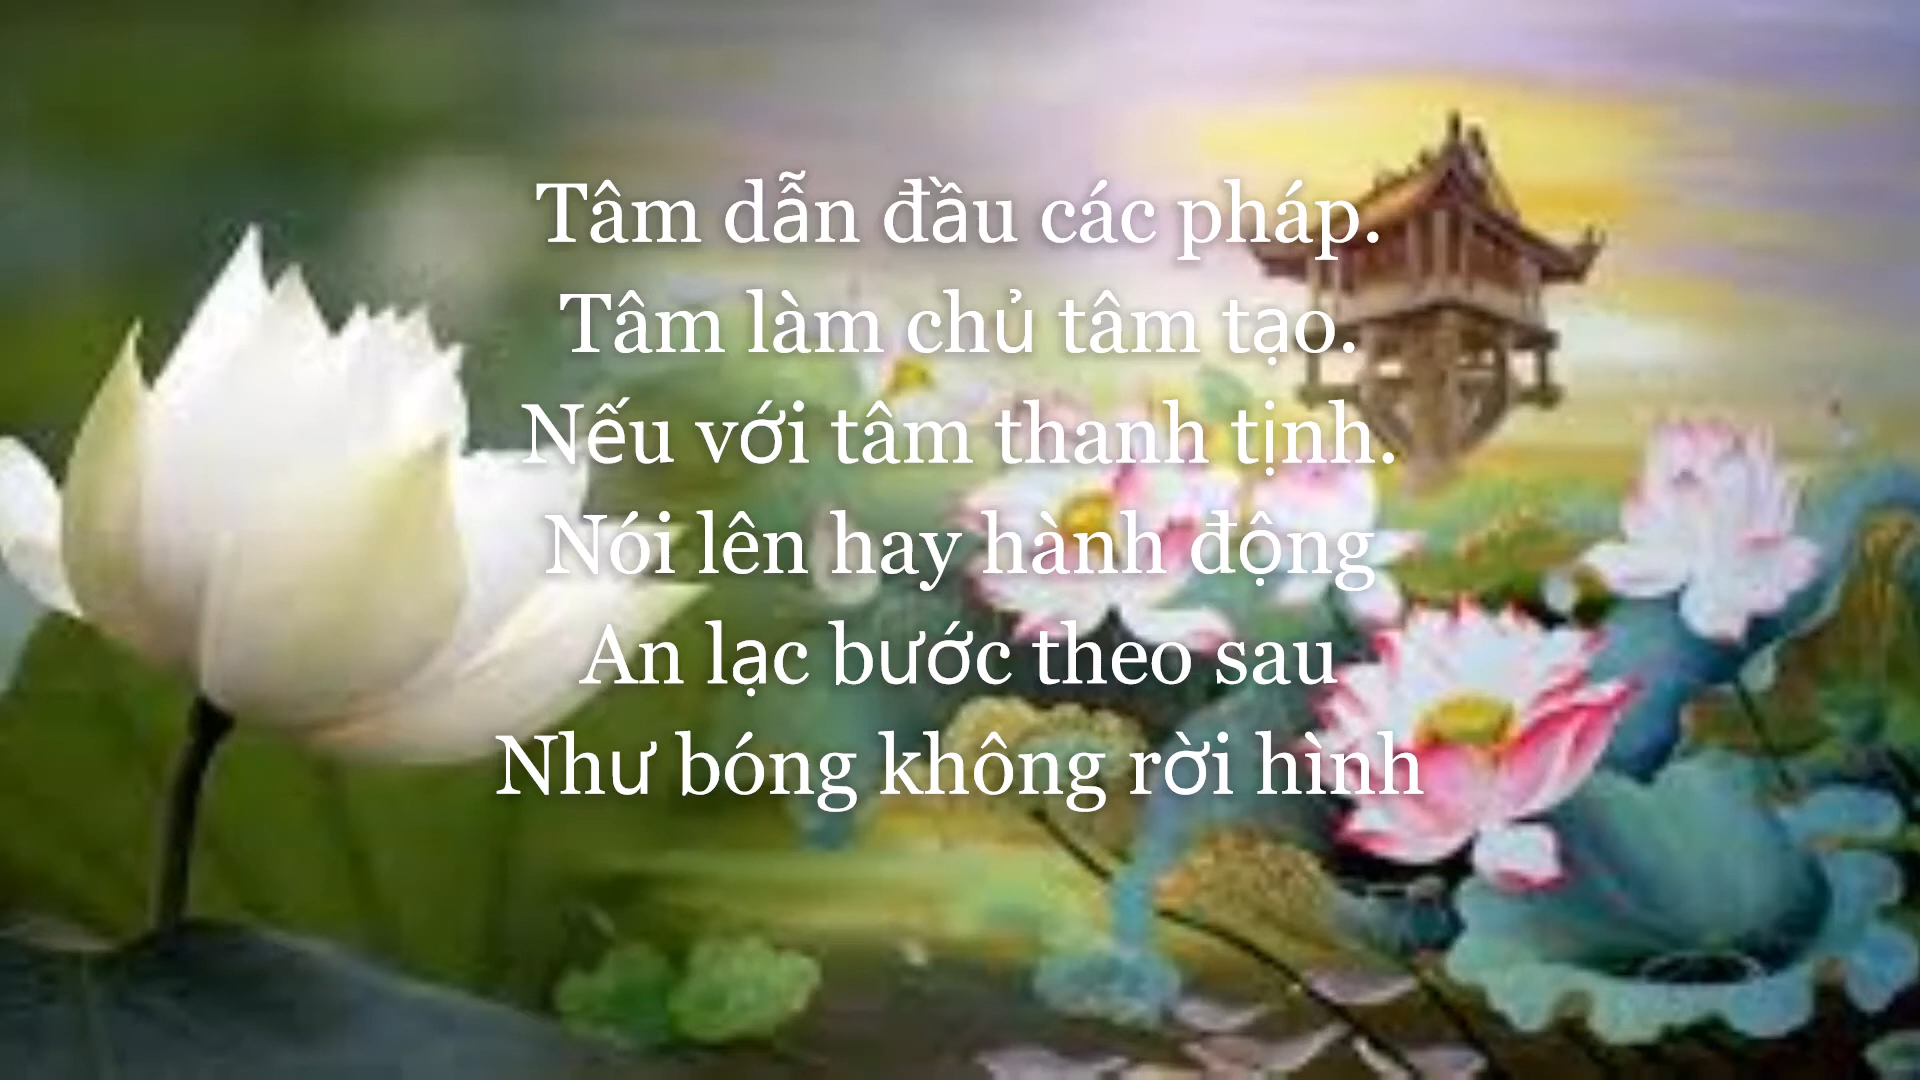 Tâm dẫn đầu các pháp.
Tâm làm chủ tâm tạo.
Nếu với tâm thanh tịnh.
Nói lên hay hành động
An lạc bước theo sau
Như bóng không rời hình